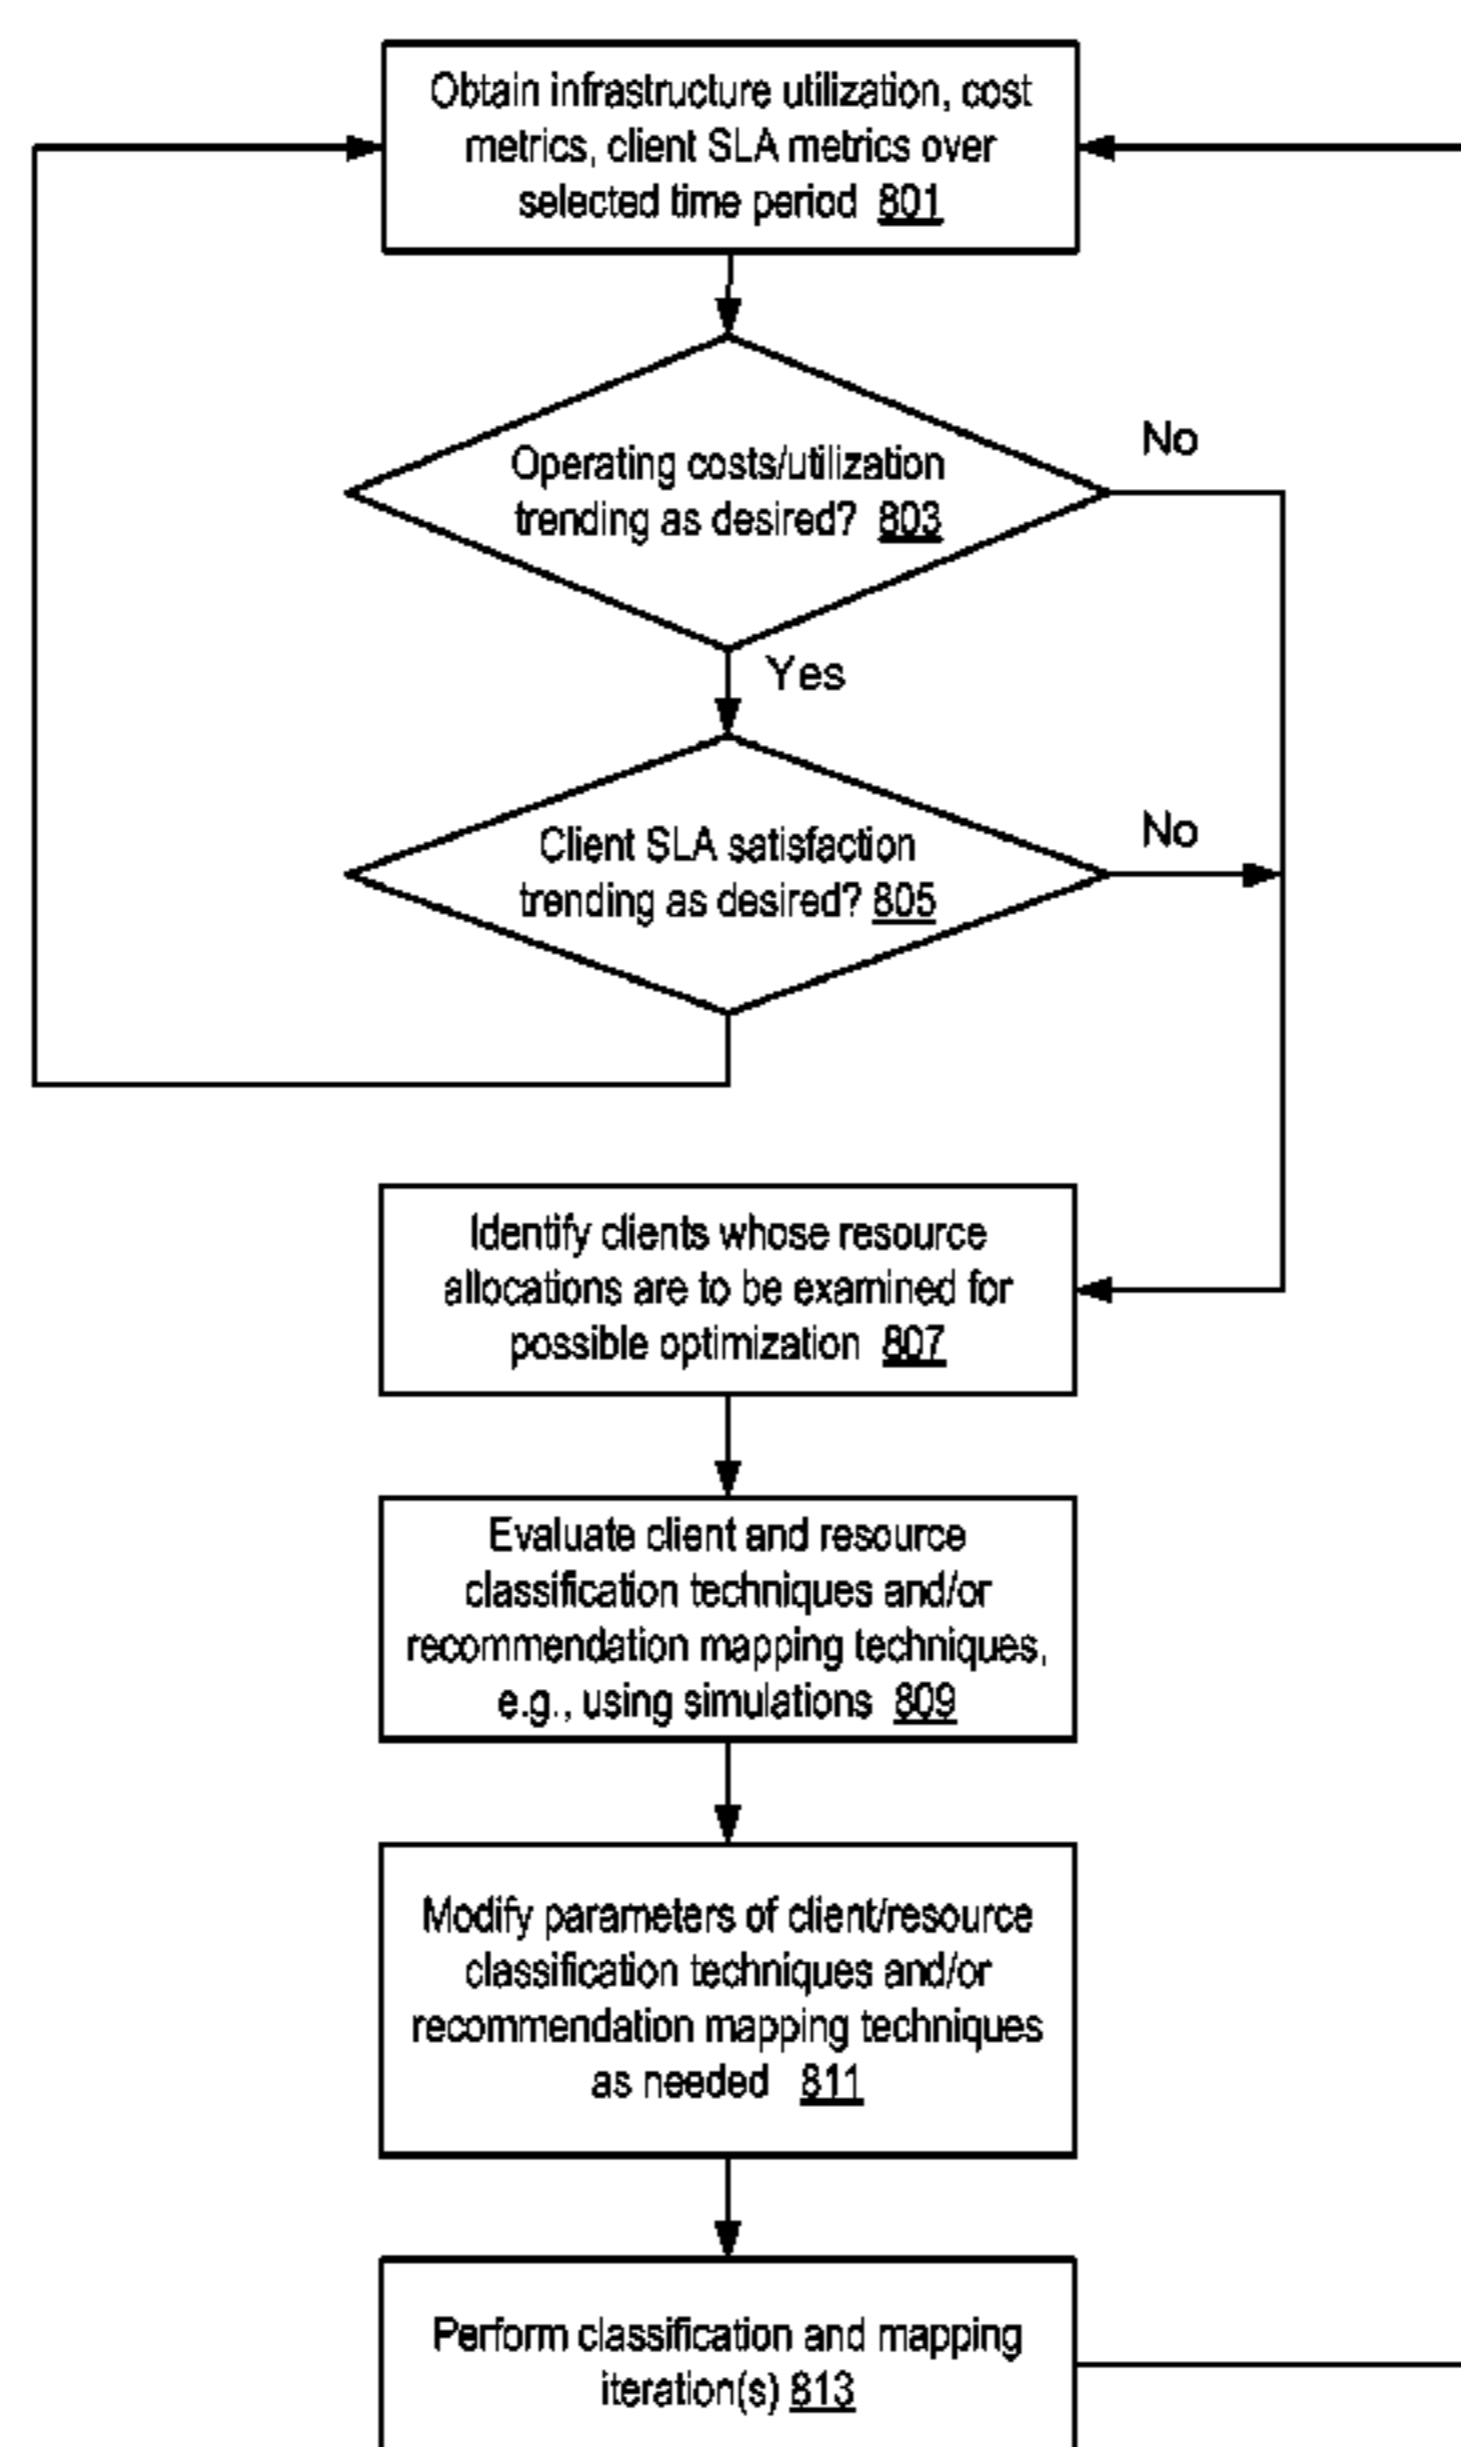 Obtain infrastructure utilization, cost
metrics, client SLA metrics over
selected time period 801
No
Operating costs/utilization
trending as desired? 803
Yes
No
Client SLA satisfaction
trending as desired? 805
Identify clients whose resource
allocations are to be examined for
possible optimization 807
Evaluate client and resource
classification techniques and/or
recommendation mapping techniques,
e.g., using simulations 809
Modify parameters of client/resource
classification techniques and/or
recommendation mapping techniques
as needed 811
Perform classification and mapping
iteration(s) 813